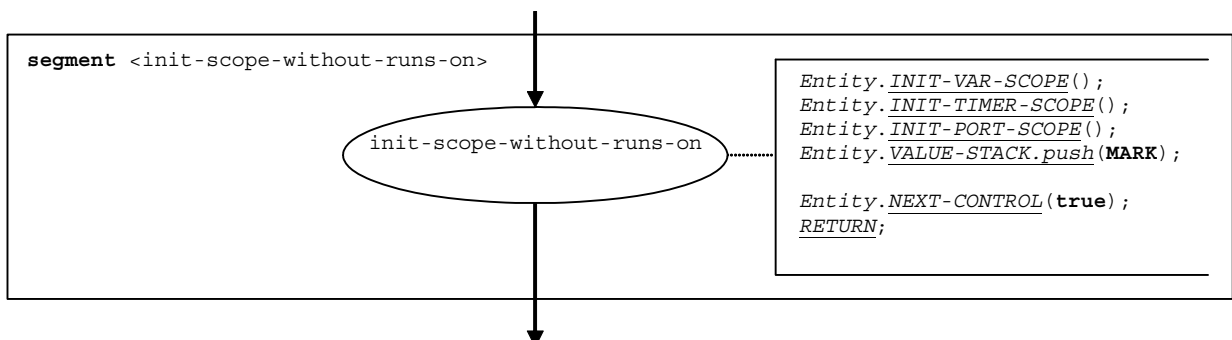 segment <init-scope-without-runs-on>
init-scope-without-runs-on
Entity.INIT-VAR-SCOPE();
Entity.INIT-TIMER-SCOPE();
Entity.INIT-PORT-SCOPE();
Entity.VALUE-STACK.push(MARK);
Entity.NEXT-CONTROL(true);
RETURN;